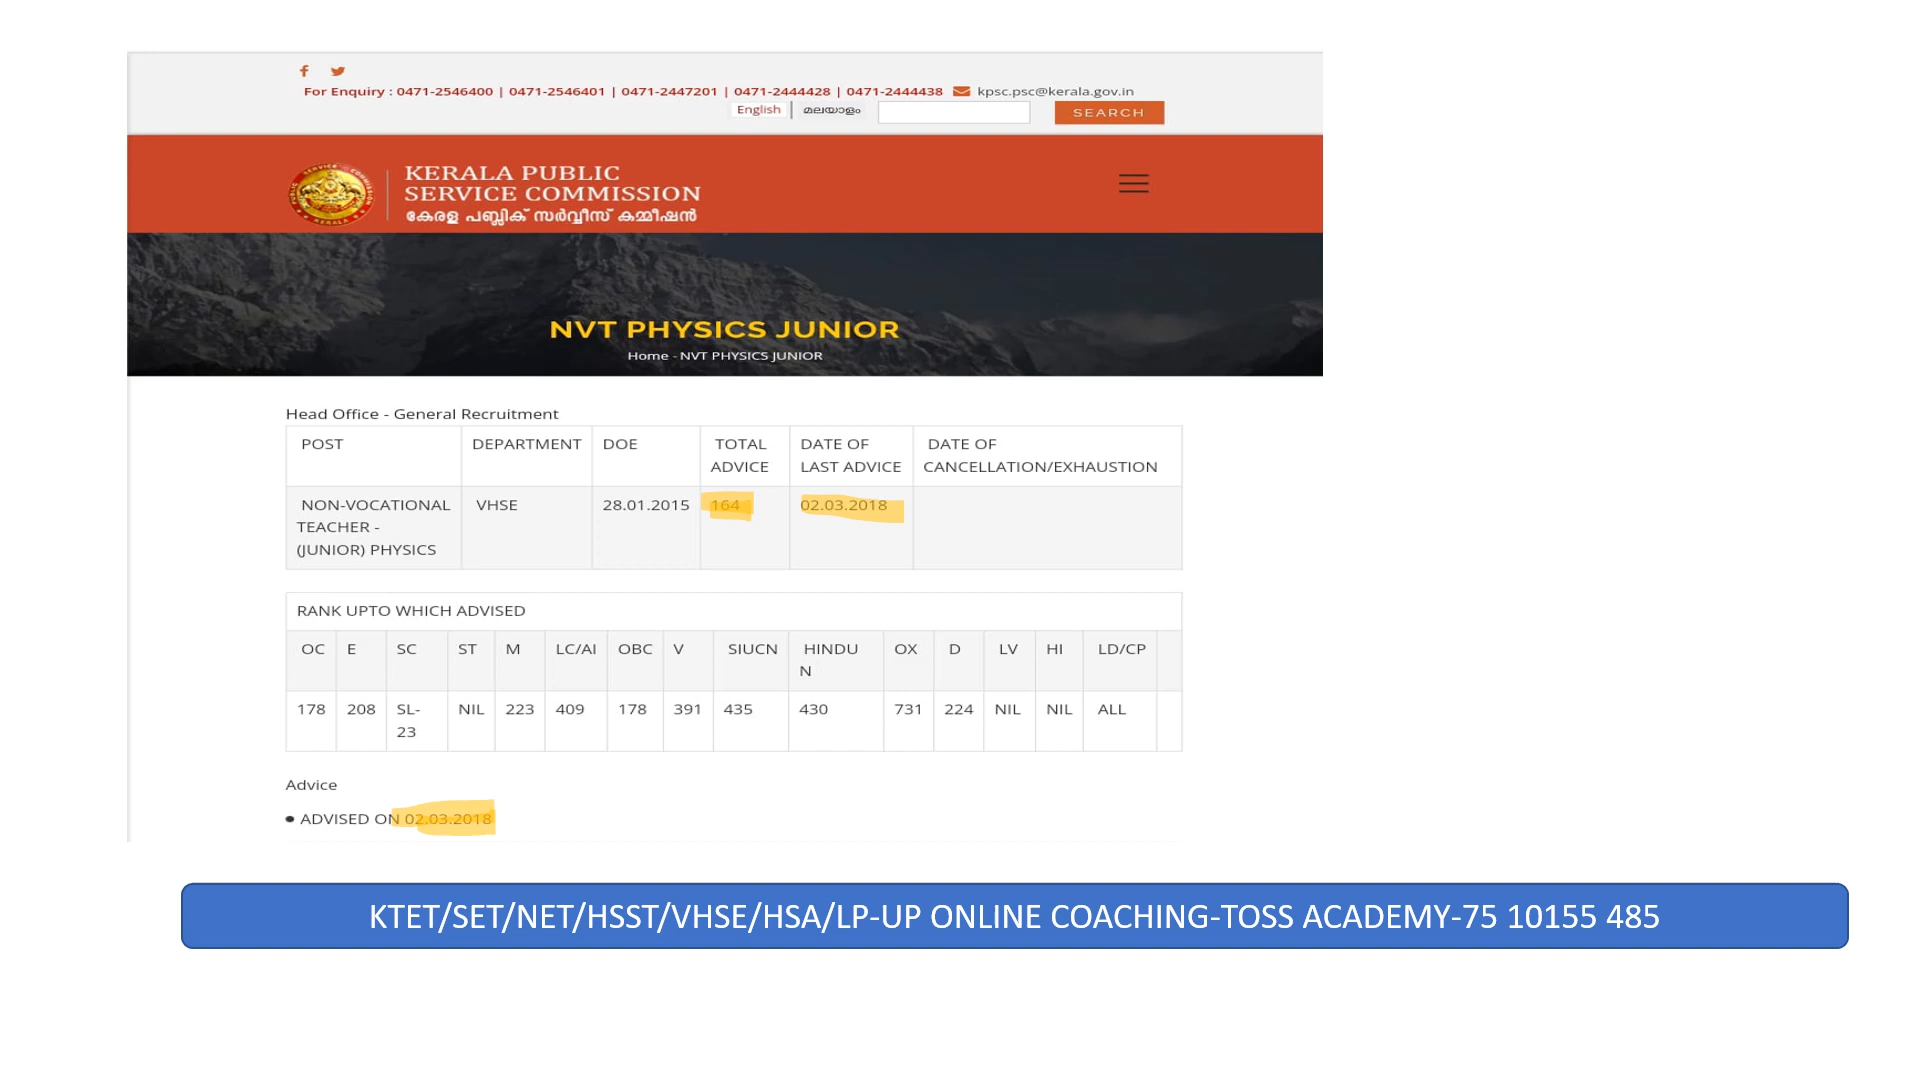 For Enquiry : 0471-2546400 | 0471-2546401 | 0471-2447201 | 0471-2444428 | 0471-2444438 kpsc.psc@kerala.gov.in
English | മലയാളം SEARCH
KERALA PUBLIC
SERVICE COMMISSION
കേരള പബ്ലിക് സർവ്വീസ് കമ്മീഷൻ
NVT PHYSICS JUNIOR
Home - NVT PHYSICS JUNIOR
Head Office - General Recruitment
POST DEPARTMENT DOE TOTAL DATE OF DATE OF
ADVICE LAST ADVICE CANCELLATION/EXHAUSTION
NON-VOCATIONAL VHSE 28.01.2015 164 02.03.2018
TEACHER -
(JUNIOR) PHYSICS
RANK UPTO WHICH ADVISED
OC E SC ST M LC/AI OBC V SIUCN HINDU OX D LV HI LD/CP
N
178 208 SL- NIL 223 409 178 391 435 430 731 224 NIL NIL ALL
23
Advice
● ADVISED ON 02.03.2018
KTET/SET/NET/HSST/VHSE/HSA/LP-UP ONLINE COACHING-TOSS ACADEMY-75 10155 485